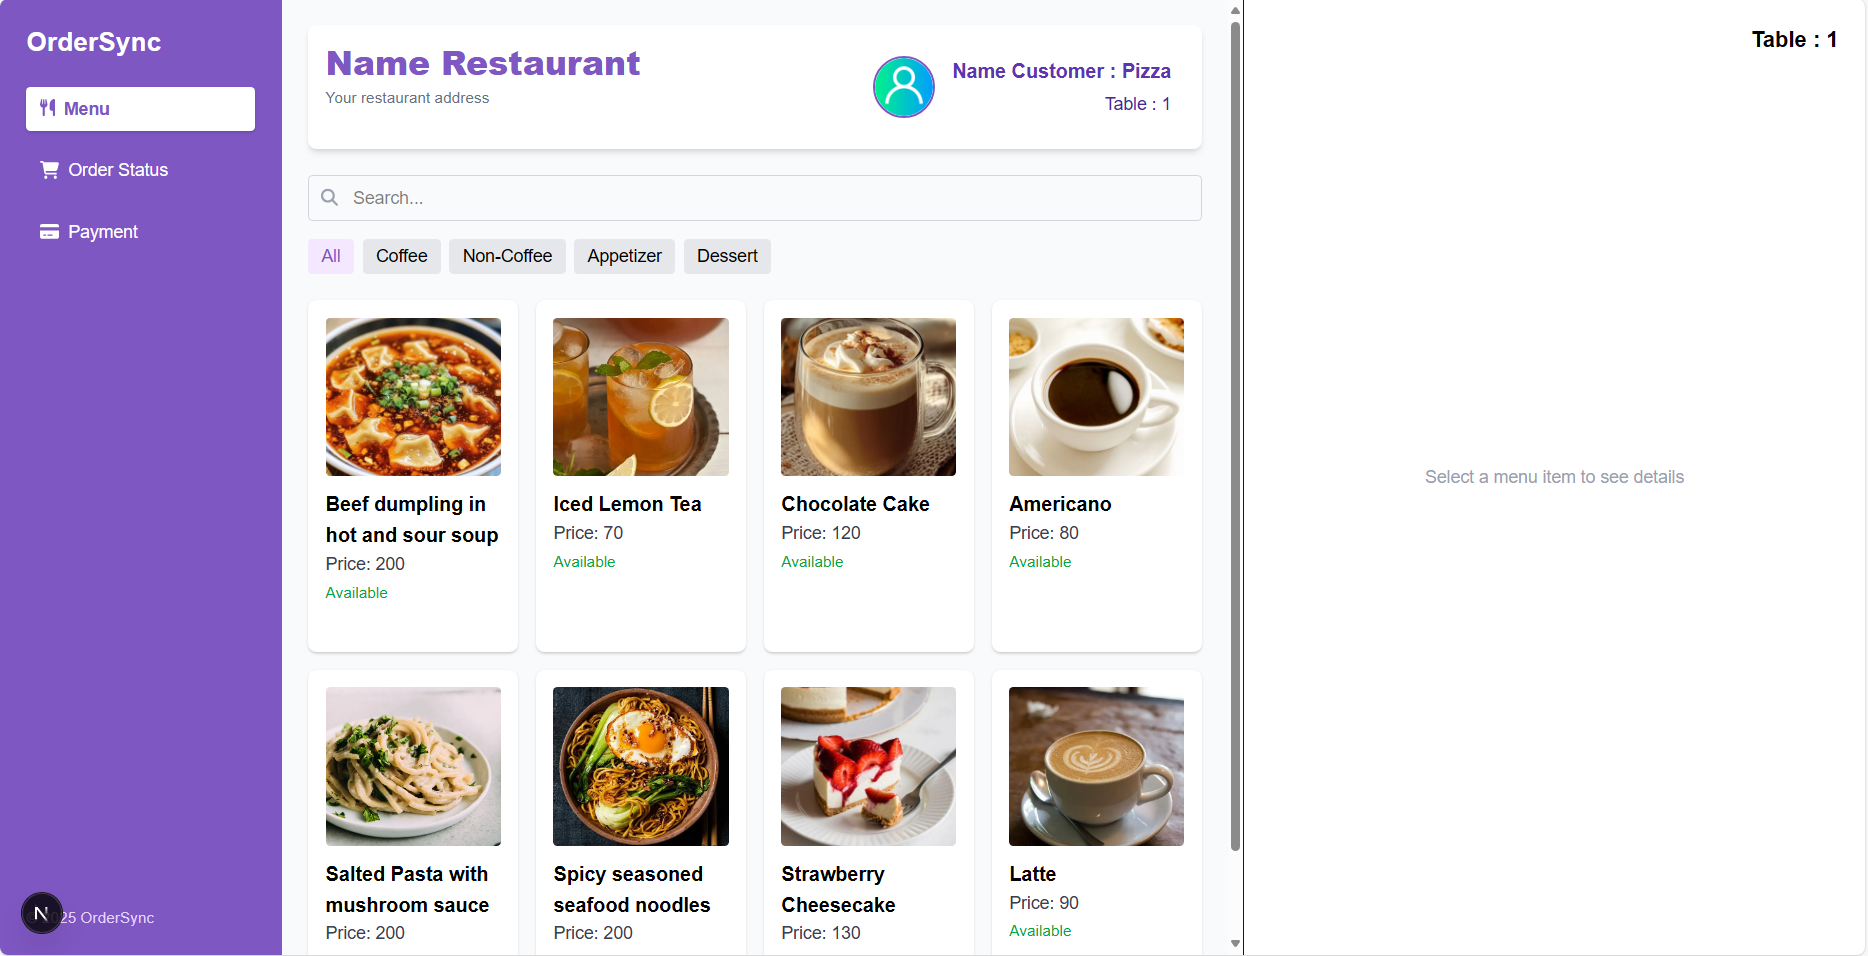 OrderSync
Menu
Order Status
Payment
25 OrderSync
N
Name Restaurant
Your restaurant address
Name Customer : Pizza
Table : 1
Search...
All
Coffee
Non-Coffee
Appetizer
Dessert
Beef dumpling in
hot and sour soup
Price: 200
Available
Iced Lemon Tea
Price: 70
Available
Chocolate Cake
Price: 120
Available
Americano
Price: 80
Available
Salted Pasta with
mushroom sauce
Price: 200
Spicy seasoned
seafood noodles
Price: 200
Strawberry
Cheesecake
Price: 130
Latte
Price: 90
Available
Table : 1
Select a menu item to see details